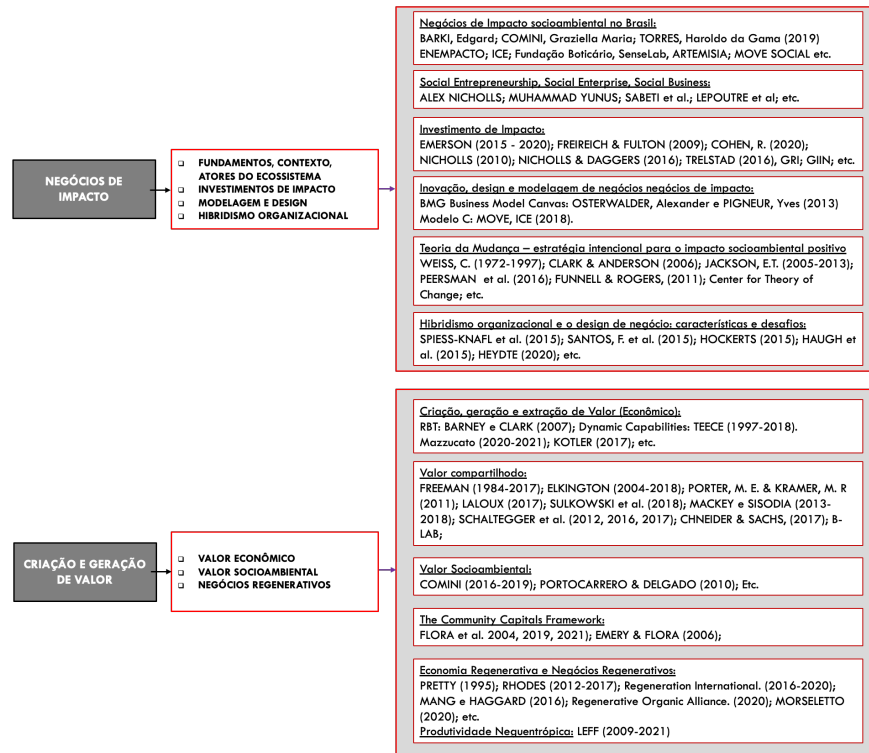 Negócios de Impacto socioambiental no Brasil:
BARKI, Edgard; COMINI, Graziella Maria; TORRES, Haroldo da Gama (2019)
ENEMPACTO; ICE; Fundação Boticário, SenseLab, ARTEMISIA; MOVE SOCIAL etc.
Social Entrepreneurship, Social Enterprise, Social Business:
ALEX NICHOLLS; MUHAMMAD YUNUS; SABETI et al.; LEPOUTRE et al; etc.
Investimento de Impacto:
EMERSON (2015 - 2020); FREIREICH & FULTON (2009); COHEN, R. (2020);
NICHOLLS (2010); NICHOLLS & DAGGERS (2016); TRELSTAD (2016), GRI; GIIN; etc.
NEGÓCIOS DE
IMPACTO
❑ FUNDAMENTOS, CONTEXTO,
ATORES DO ECOSSISTEMA
❑ INVESTIMENTOS DE IMPACTO
❑ MODELAGEM E DESIGN
❑ HIBRIDISMO ORGANIZACIONAL
Inovação, design e modelagem de negócios negócios de impacto:
BMG Business Model Canvas: OSTERWALDER, Alexander e PIGNEUR, Yves (2013)
Modelo C: MOVE, ICE (2018).
Teoria da Mudança – estratégia intencional para o impacto socioambiental positivo
WEISS, C. (1972-1997); CLARK & ANDERSON (2006); JACKSON, E.T. (2005-2013);
PEERSMAN et al. (2016); FUNNELL & ROGERS, (2011); Center for Theory of
Change; etc.
Hibridismo organizacional e o design de negócio: características e desafios:
SPIESS-KNAFL et al. (2015); SANTOS, F. et al. (2015); HOCKERTS (2015); HAUGH et
al. (2015); HEYDTE (2020); etc.
Criação, geração e extração de Valor (Econômico):
RBT: BARNEY e CLARK (2007); Dynamic Capabilities: TEECE (1997-2018).
Mazzucato (2020-2021); KOTLER (2017); etc.
Valor compartilhodo:
FREEMAN (1984-2017); ELKINGTON (2004-2018); PORTER, M. E. & KRAMER, M. R
(2011); LALOUX (2017); SULKOWSKI et al. (2018); MACKEY e SISODIA (2013-
2018); SCHALTEGGER et al. (2012, 2016, 2017); CHNEIDER & SACHS, (2017); B-
LAB;
CRIAÇÃO E GERAÇÃO
DE VALOR
❑ VALOR ECONÔMICO
❑ VALOR SOCIOAMBIENTAL
❑ NEGÓCIOS REGENERATIVOS
Valor Socioambiental:
COMINI (2016-2019); PORTOCARRERO & DELGADO (2010); Etc.
The Community Capitals Framework:
FLORA et al. 2004, 2019, 2021); EMERY & FLORA (2006);
Economia Regenerativa e Negócios Regenerativos:
PRETTY (1995); RHODES (2012-2017); Regeneration International. (2016-2020);
MANG e HAGGARD (2016); Regenerative Organic Alliance. (2020); MORSELETTO
(2020); etc.
Produtividade Neguentrópica: LEFF (2009-2021)